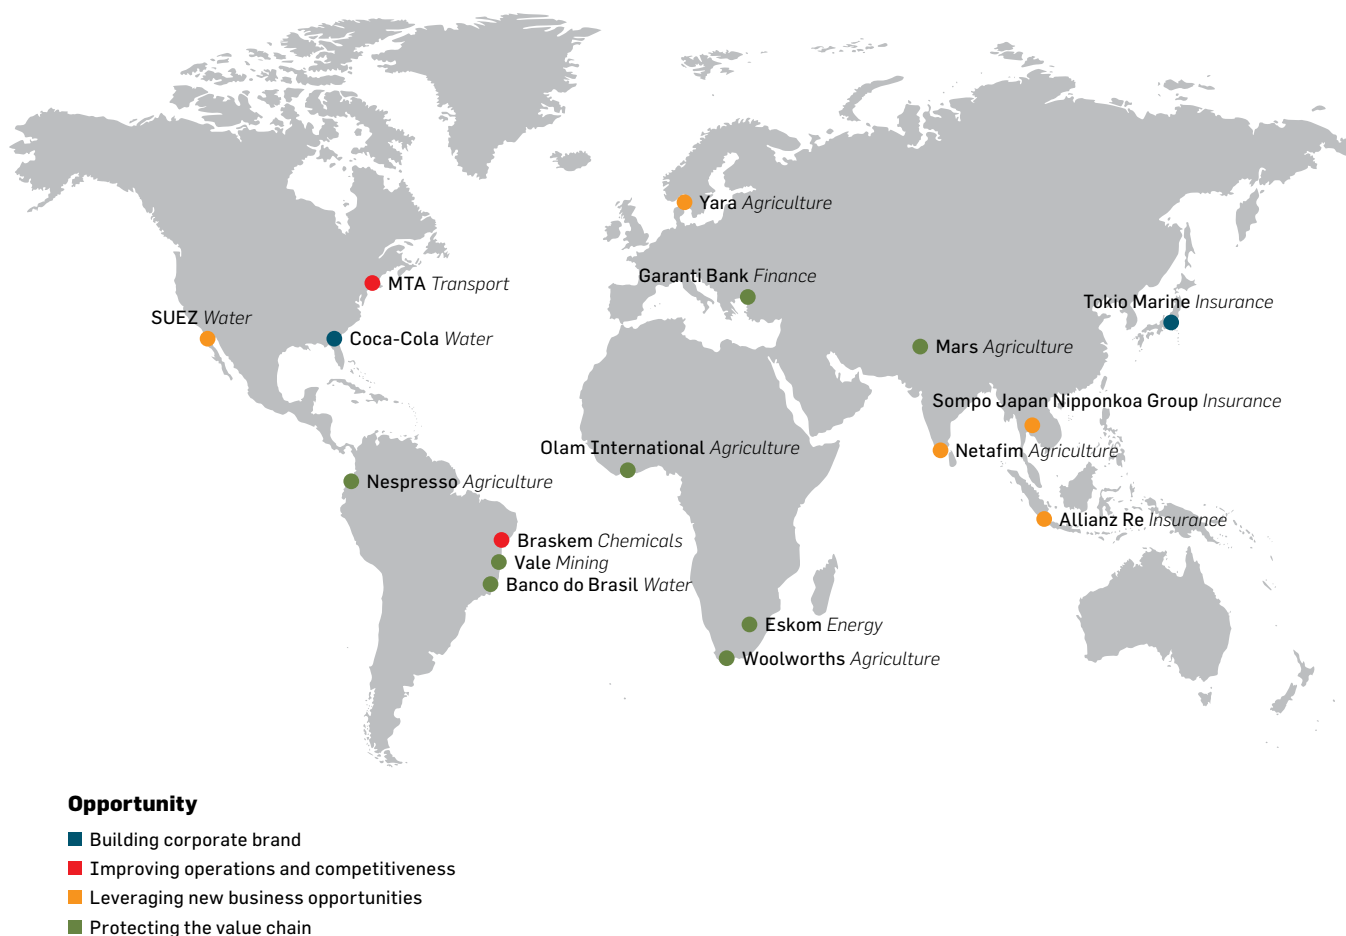 Yara Agriculture
Garanti Bank Finance
MTA Transport
Tokio Marine Insurance
SUEZ Water
Coca-Cola Water
Mars Agriculture
Sompo Japan Nipponkoa Group Insurance
Olam International Agriculture
Netafim Agriculture
Nespresso Agriculture
Allianz Re Insurance
Braskem Chemicals
Vale Mining
Banco do Brasil Water
Eskom Energy
Woolworths Agriculture
Opportunity
Building corporate brand
Improving operations and competitiveness
Leveraging new business opportunities
Protecting the value chain